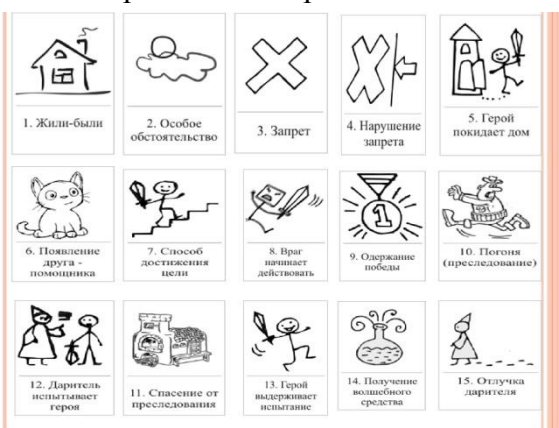 1. Жили-были
2. Особое
обстоятельство
3. Запрет
4. Нарушение
запрета
5. Герой
покидает дом
6. Появление
друга -
помощника
7. Способ
достижения
цели
8. Враг
начинает
действовать
9. Одержание
победы
10. Погоня
(преследование)
12. Даритель
испытывает
героя
11. Спасение от
преследования
13. Герой
выдерживает
испытание
14. Получение
волшебного
средства
15. Отлучка
дарителя
1